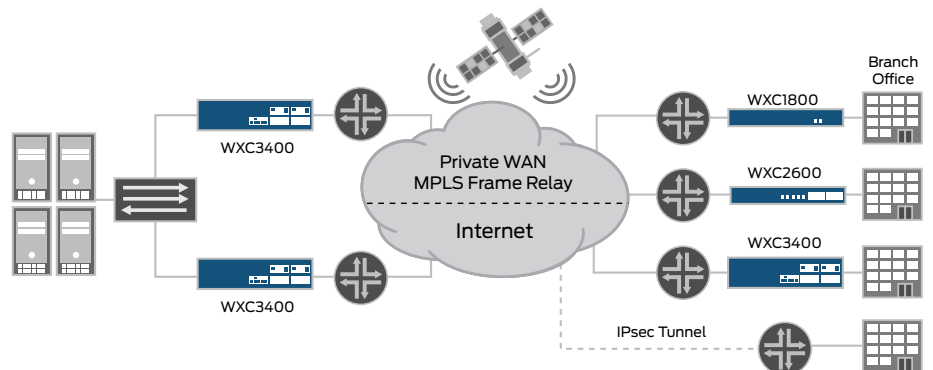 Branch
Office
WXC1800
WXC3400
Private WAN
MPLS Frame Relay
WXC2600
Internet
WXC3400
WXC3400
IPsec Tunnel